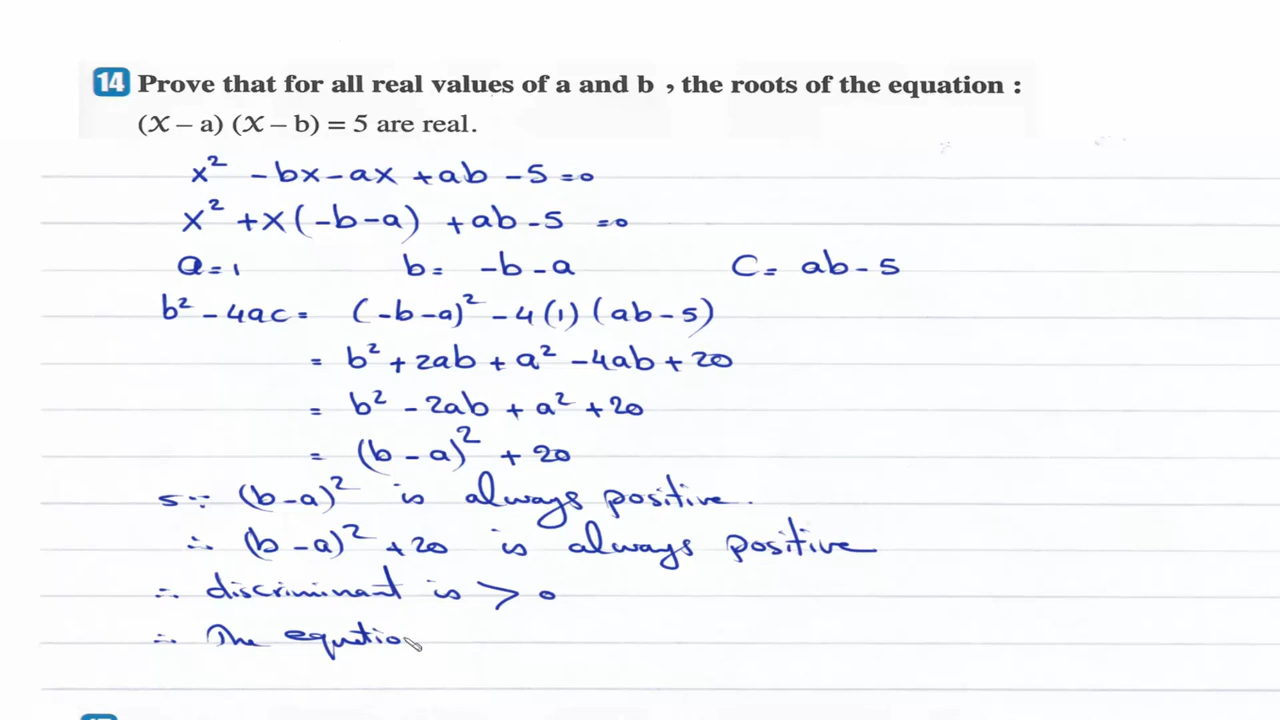 14 Prove that for all real values of a and b , the roots of the equation :
(X – a) (X – b) = 5 are real.
x² - bx - ax + ab - 5 = 0
x² + x(-b-a) + ab - 5 = 0
a = 1 b = -b - a C = ab - 5
b² - 4ac = (-b-a)² - 4(1)(ab-5)
= b² + 2ab + a² - 4ab + 20
= b² - 2ab + a² + 20
= (b - a)² + 20
s ∵ (b-a)² is always positive.
∴ (b-a)² + 20 is always positive
∴ discriminant is > 0
∴ The equtio